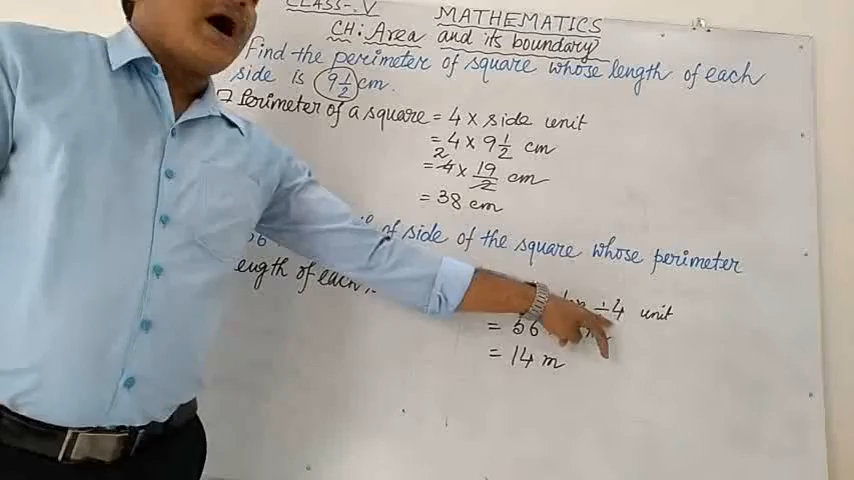 CLASS-. V
MATHEMATICS
CH: Area and its boundary
Find the perimeter of square whose length of each
side is 9 1/2 cm.
Perimeter of a square = 4 × side unit
= 4 × 9 1/2 cm
2
= 4 × 19/2 cm
= 38 cm
of side of the square whose perimeter
56
ength of each
÷ 4 unit
= 56
= 14 m